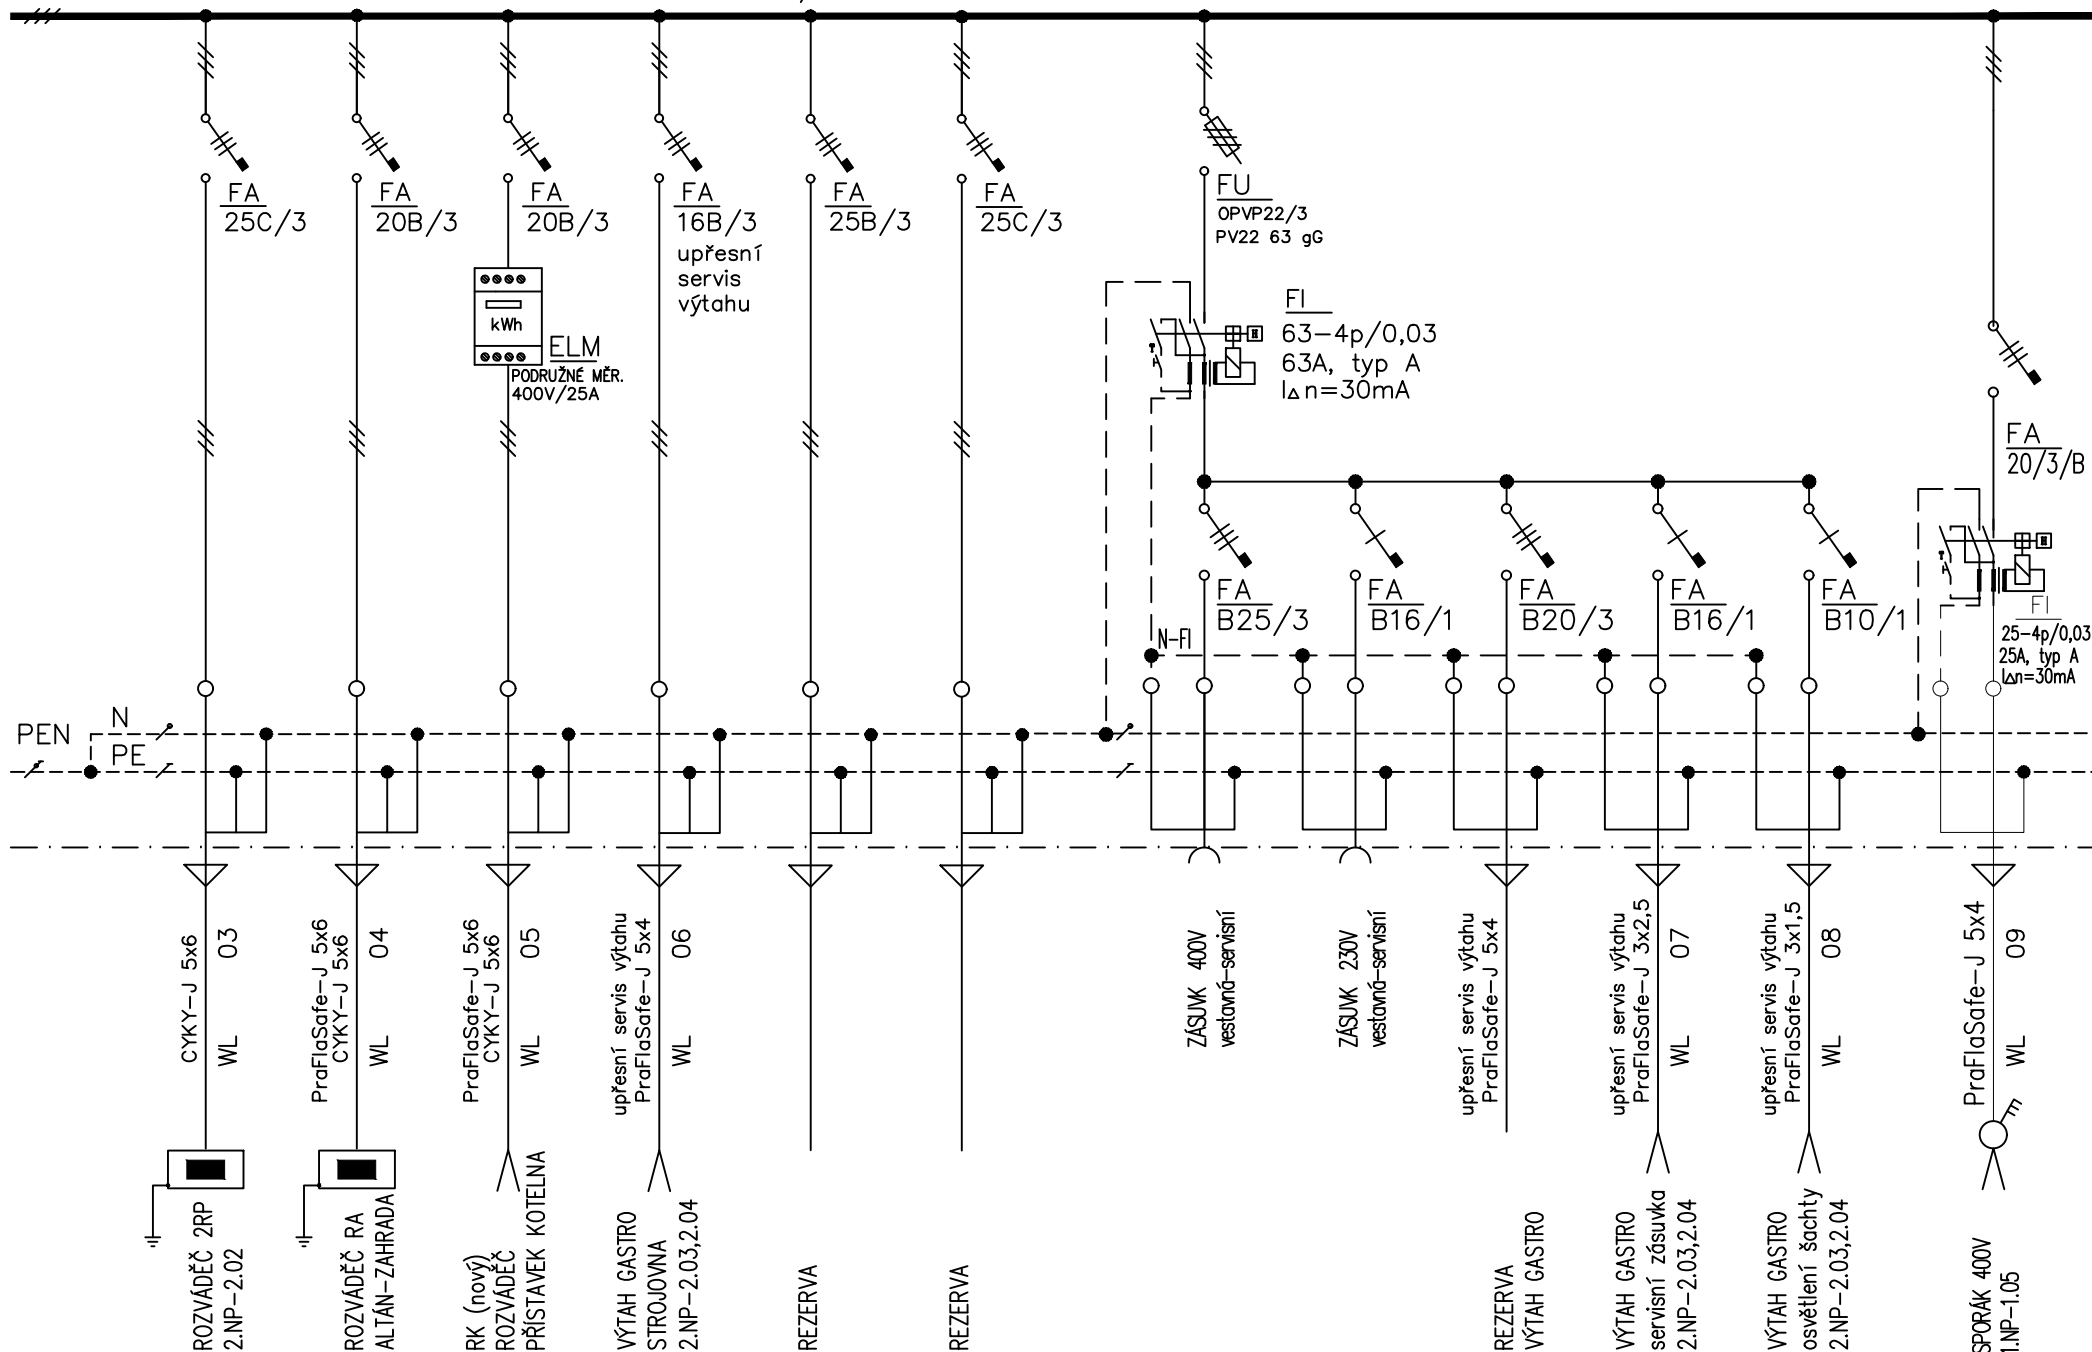 FA
25C/3
FA
20B/3
FA
20B/3
FA
16B/3
upřesní
servis
výtahu
FA
25B/3
FA
25C/3
FU
OPVP22/3
PV22 63 gG
kWh
ELM
PODRUŽNÉ MĚR.
400V/25A
FI
63-4p/0,03
63A, typ A
I∆n=30mA
FA
20/3/B
FA
B25/3
FA
B16/1
FA
B20/3
FA
B16/1
FA
B10/1
FI
25-4p/0,03
25A, typ A
I∆n=30mA
N-FI
PEN
N
PE
CYKY-J 5x6
WL 03
PraFlaSafe-J 5x6
CYKY-J 5x6
WL 04
PraFlaSafe-J 5x6
CYKY-J 5x6
WL 05
upřesní servis výtahu
PraFlaSafe-J 5x4
WL 06
ZÁSUVK 400V
vestavná-servisní
ZÁSUVK 230V
vestavná-servisní
upřesní servis výtahu
PraFlaSafe-J 5x4
upřesní servis výtahu
PraFlaSafe-J 3x2,5
WL 07
upřesní servis výtahu
PraFlaSafe-J 3x1,5
WL 08
PraFlaSafe-J 5x4
WL 09
ROZVÁDĚČ 2RP
2.NP-2.02
ROZVÁDĚČ RA
ALTÁN-ZAHRADA
RK (nový)
ROZVÁDĚČ
PŘÍSTAVEK KOTELNA
VÝTAH GASTRO
STROJOVNA
2.NP-2.03,2.04
REZERVA
REZERVA
REZERVA
VÝTAH GASTRO
VÝTAH GASTRO
servisní zásuvka
2.NP-2.03,2.04
VÝTAH GASTRO
osvětlení šachty
2.NP-2.03,2.04
SPORÁK 400V
1.NP-1.05